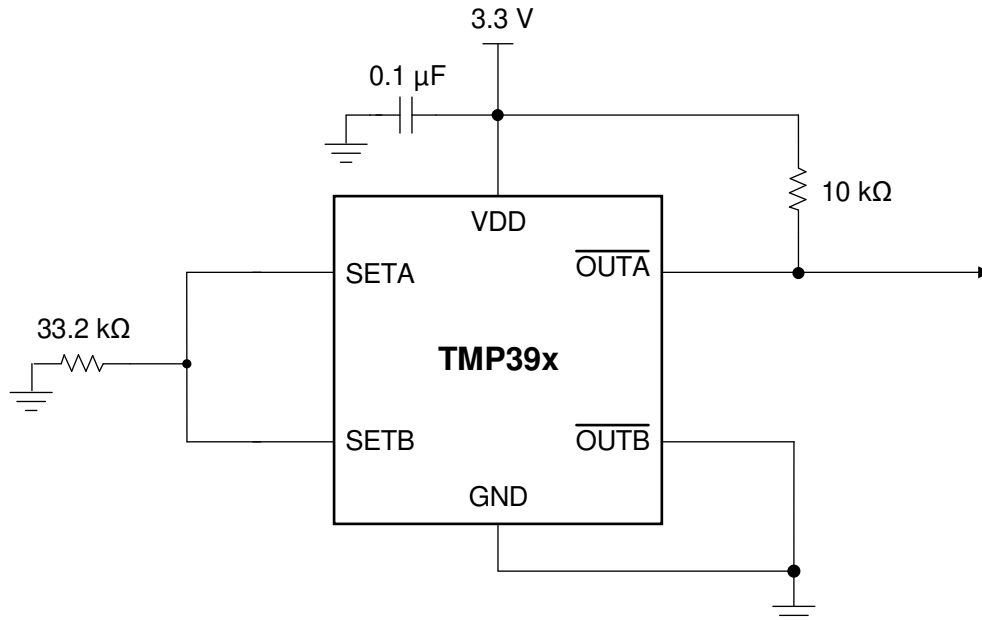 3.3 V
0.1 µF
10 kΩ
VDD
SETA
OUTA
33.2 kΩ
TMP39x
SETB
OUTB
GND